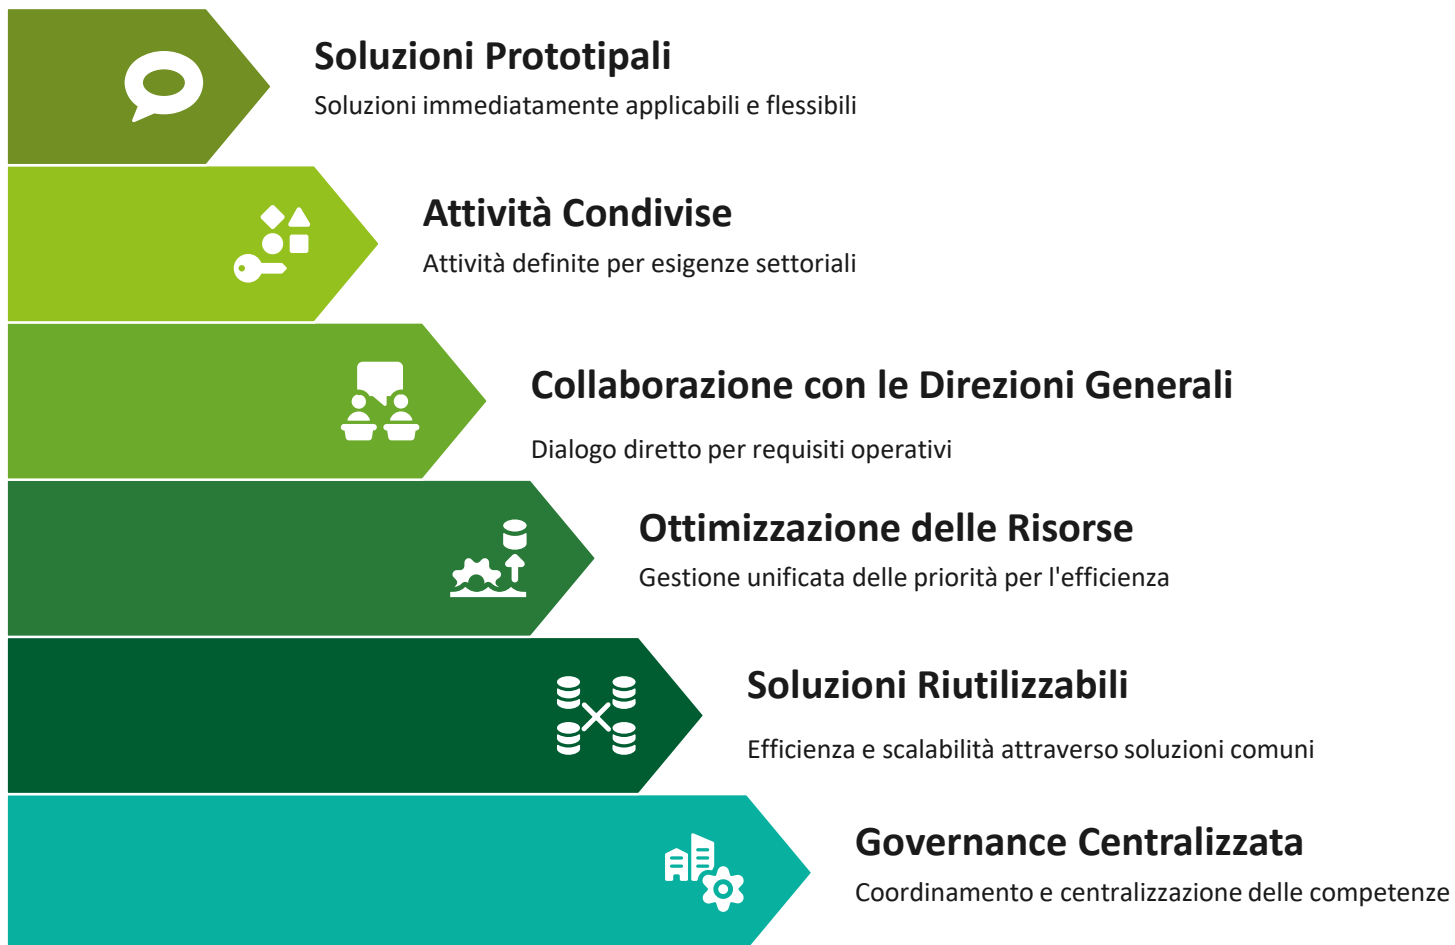 Soluzioni Prototipali
Soluzioni immediatamente applicabili e flessibili
Attività Condivise
Attività definite per esigenze settoriali
Collaborazione con le Direzioni Generali
Dialogo diretto per requisiti operativi
Ottimizzazione delle Risorse
Gestione unificata delle priorità per l'efficienza
Soluzioni Riutilizzabili
Efficienza e scalabilità attraverso soluzioni comuni
Governance Centralizzata
Coordinamento e centralizzazione delle competenze